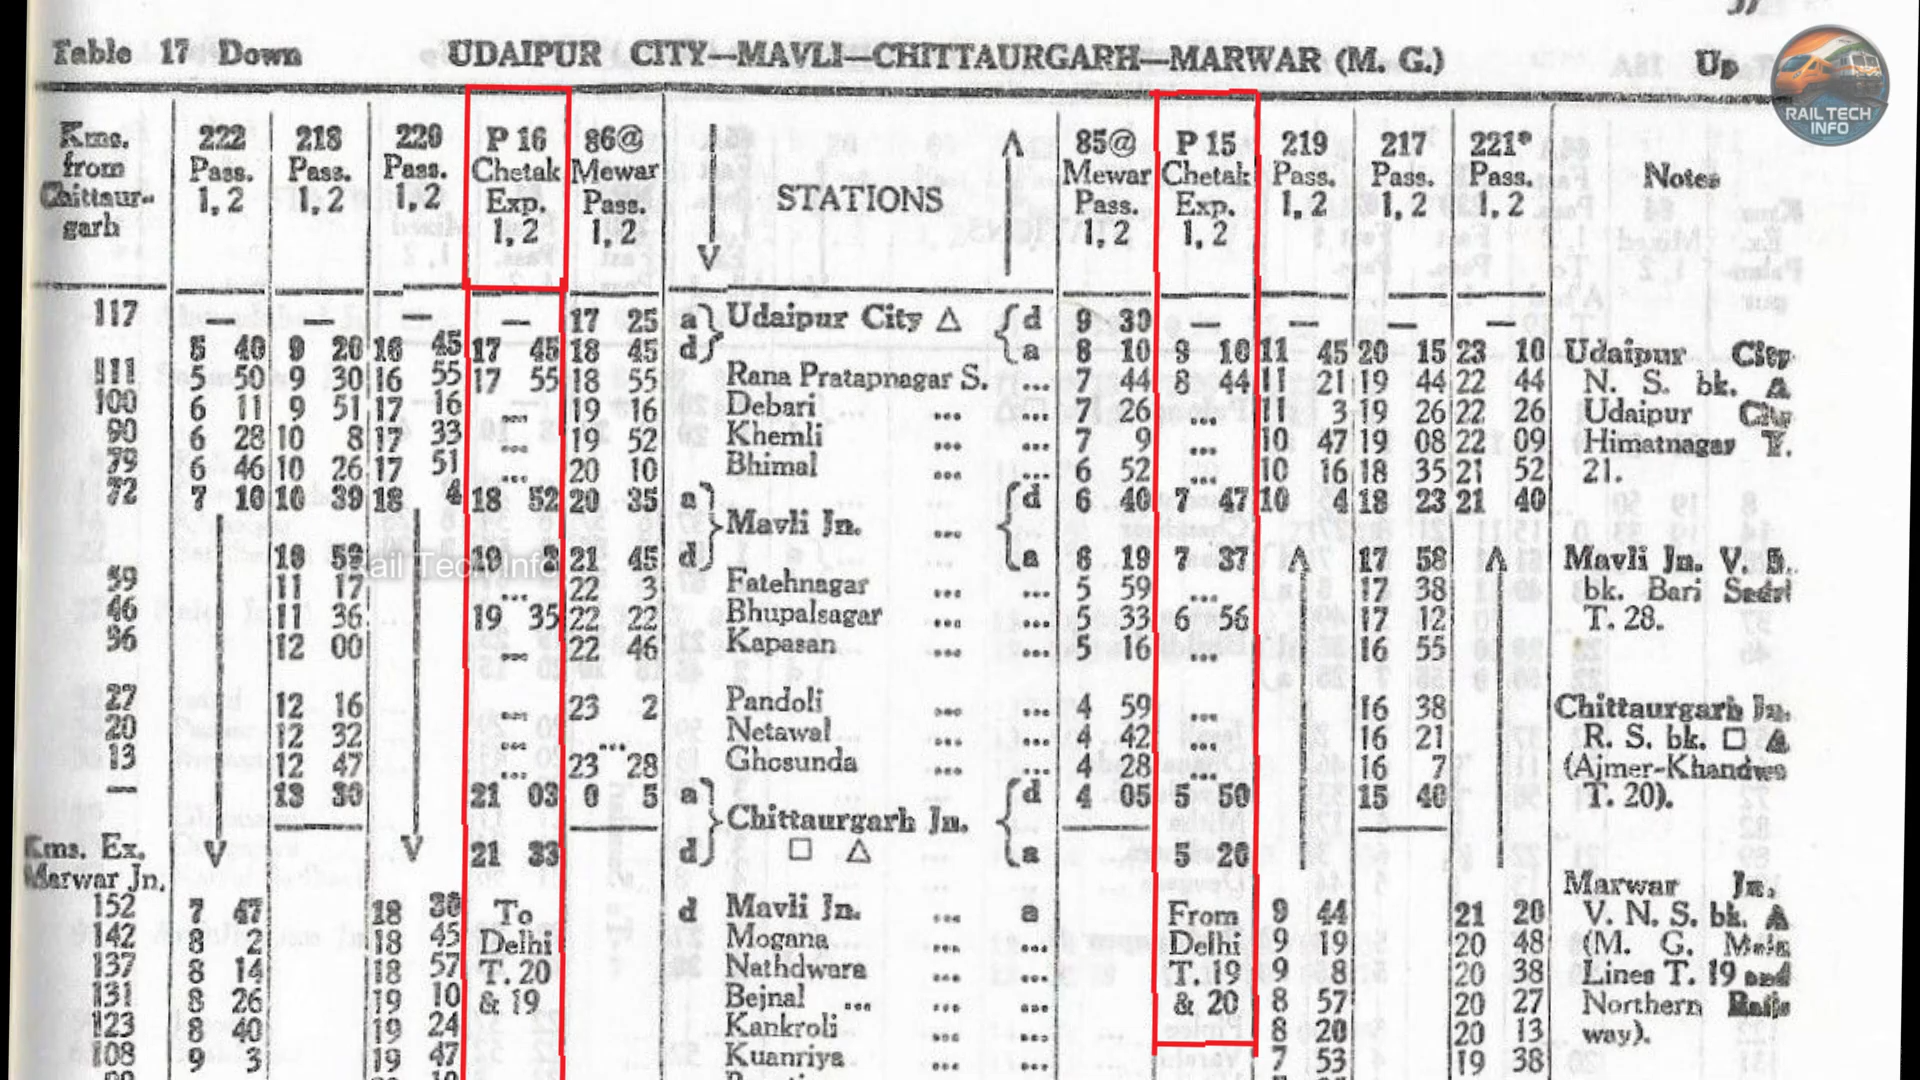 Table 17 Down UDAIPUR CITY—MAVLI—CHITTAURGARH—MARWAR (M. G.) Up
RAIL TECH
INFO
Kms. 222 218 220 P 16 86@ 85@ P 15 219 217 221* Notes
from Pass. Pass. Pass. Chetak Mewar STATIONS Mewar Chetak Pass. Pass. Pass.
Chittaur- 1, 2 1, 2 1, 2 Exp. Pass. Pass. Exp. 1, 2 1, 2 1, 2
garh 1, 2 1, 2 1, 2 1, 2
117 — — — — 17 25 a Udaipur City △ d 9 30 — — — —
5 40 9 20 16 45 17 45 18 45 d a 8 10 9 10 11 45 20 15 23 10 Udaipur City
111 5 50 9 30 16 55 17 55 18 55 Rana Pratapnagar S. ... 7 44 8 44 11 21 19 44 22 44 N. S. bk. △
100 6 11 9 51 17 16 ... 19 16 Debari ... ... 7 26 ... 11 3 19 26 22 26 Udaipur City
90 6 28 10 8 17 33 ... 19 52 Khemli ... ... 7 9 ... 10 47 19 08 22 09 Himatnagar T.
79 6 46 10 26 17 51 ... 20 10 Bhimal ... ... 6 52 ... 10 16 18 35 21 52 21.
72 7 10 10 39 18 4 18 52 20 35 a Mavli Jn. ... d 6 40 7 47 10 4 18 23 21 40
10 59 19 2 21 45 d a 6 19 7 37 17 58 Mavli Jn. V. S.
Rail Tech Info
59 11 17 ... 22 3 Fatehnagar ... ... 5 59 ... 17 38 bk. Bari Sadri
46 11 36 19 35 22 22 Bhupalsagar ... ... 5 33 6 56 17 12 T. 28.
36 12 00 ... 22 46 Kapasan ... ... 5 16 ... 16 55
27 12 16 ... 23 2 Pandoli ... ... 4 59 ... 16 38 Chittaurgarh Jn.
20 12 32 ... ... Netawal ... ... 4 42 ... 16 21 R. S. bk. □ △
13 12 47 ... 23 28 Ghosunda ... ... 4 28 ... 16 7 (Ajmer-Khandwa
— 13 30 21 03 0 5 a Chittaurgarh Jn. d 4 05 5 50 15 40 T. 20).
Kms. Ex. 21 33 d □ △ a 5 20
Marwar Jn. Marwar Jn.
152 7 47 18 30 To d Mavli Jn. ... a From 9 44 21 20 V. N. S. bk. △
142 8 2 18 45 Delhi Mogana ... ... Delhi 9 19 20 48 (M. G. Main
137 8 14 18 57 T. 20 Nathdwara ... ... T. 19 9 8 20 38 Lines T. 19 and
131 8 26 19 10 & 19 Bejnal ... ... ... & 20 8 57 20 27 Northern Rail-
123 8 40 19 24 Kankroli ... ... 8 20 20 13 way).
108 9 3 19 47 Kuanriya ... ... 7 53 19 38